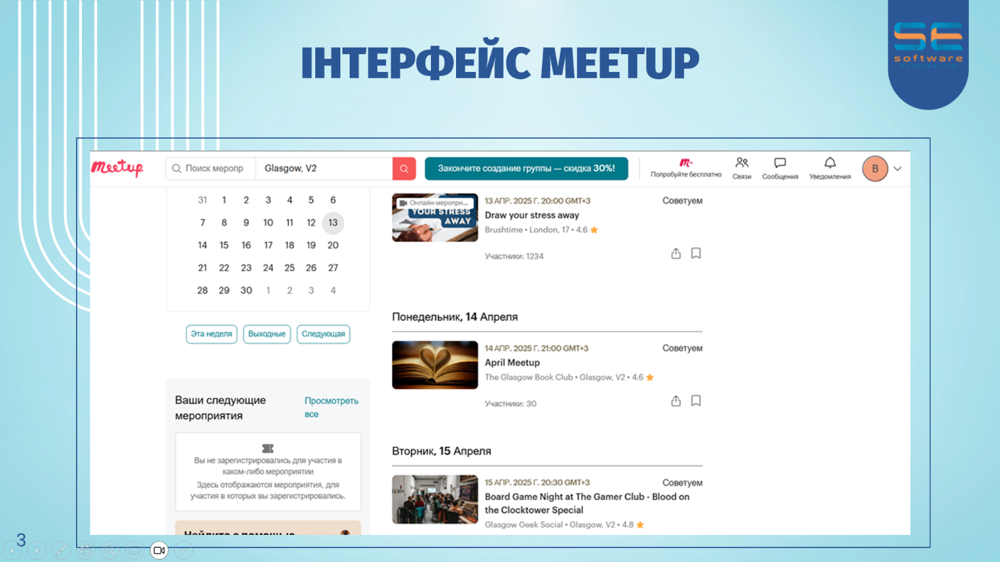 ІНТЕРФЕЙС MEETUP
SE
software
engineering
Meetup
Поиск меропр
Glasgow, V2
Закончите создание группы — скидка 30%!
Попробуйте бесплатно
Связи
Сообщения
Уведомления
B
31 1 2 3 4 5 6
7 8 9 10 11 12 13
14 15 16 17 18 19 20
21 22 23 24 25 26 27
28 29 30 1 2 3 4
Эта неделя
Выходные
Следующая
Ваши следующие
мероприятия
Просмотреть
все
Вы не зарегистрировались для участия в
каком-либо мероприятии
Здесь отображаются мероприятия, для
участия в которых вы зарегистрировались.
Онлайн-меропри...
YOUR STRESS
AWAY
13 АПР. 2025 Г. 20:00 GMT+3
Советуем
Draw your stress away
Brushtime • London, 17 • 4.6
Участники: 1234
Понедельник, 14 Апреля
14 АПР. 2025 Г. 21:00 GMT+3
Советуем
April Meetup
The Glasgow Book Club • Glasgow, V2 • 4.6
Участники: 30
Вторник, 15 Апреля
15 АПР. 2025 Г. 20:30 GMT+3
Советуем
Board Game Night at The Gamer Club - Blood on
the Clocktower Special
Glasgow Geek Social • Glasgow, V2 • 4.8
3